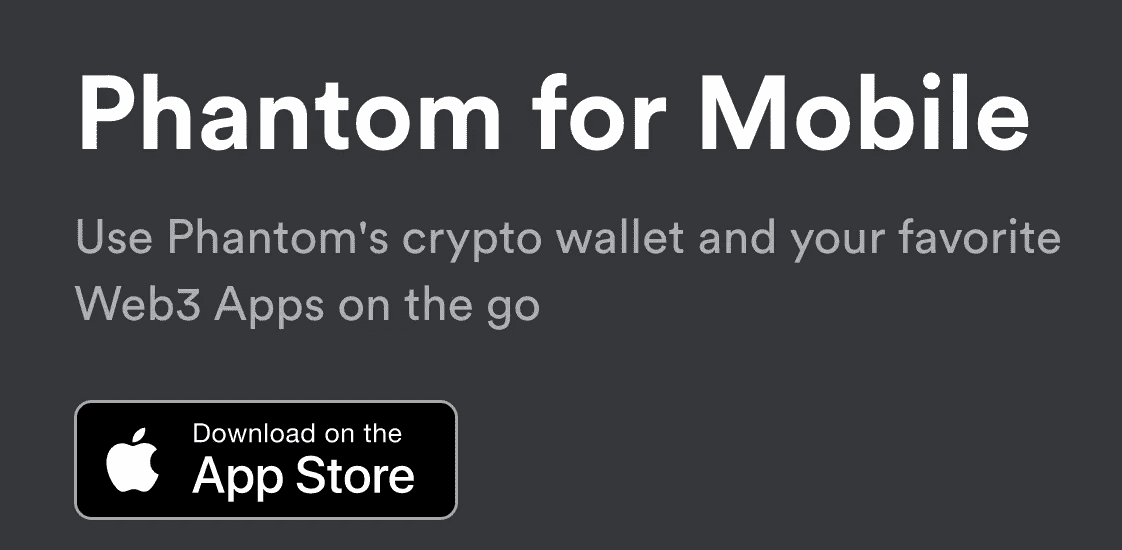 Phantom for Mobile
Use Phantom's crypto wallet and your favorite
Web3 Apps on the go
Download on the
App Store